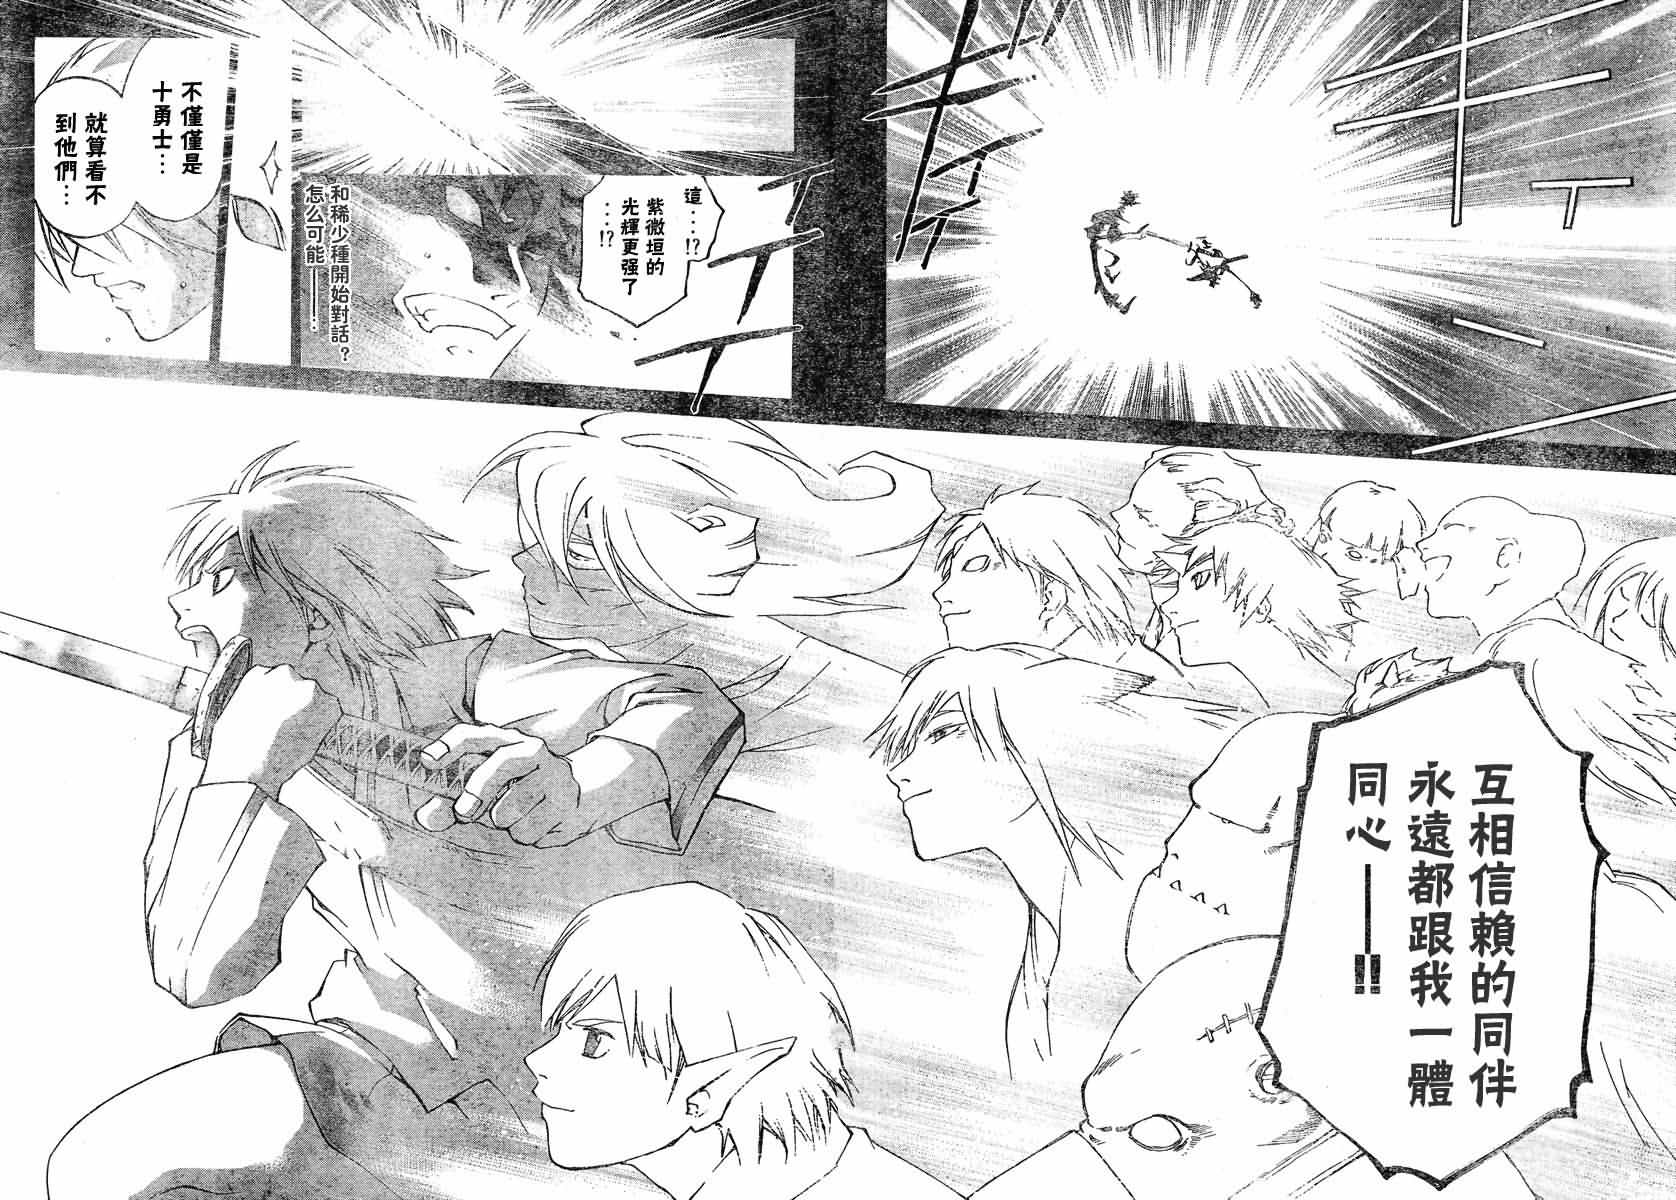 這...!?
紫微垣的
光輝更强了
...!?
和稀少種開始對話？
怎么可能——...
不僅僅是
十勇士...
就算看不
到他們...
互相信賴的同伴
永遠都跟我一體
同心——!!